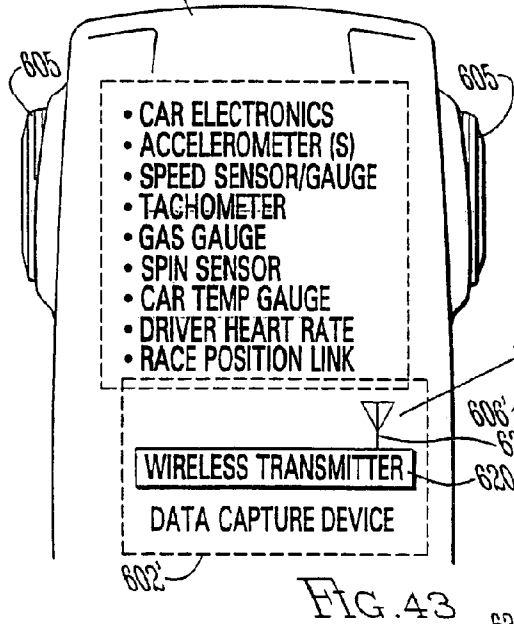 605
605
• CAR ELECTRONICS
• ACCELEROMETER (S)
• SPEED SENSOR/GAUGE
• TACHOMETER
• GAS GAUGE
• SPIN SENSOR
• CAR TEMP GAUGE
• DRIVER HEART RATE
• RACE POSITION LINK
606'
WIRELESS TRANSMITTER
620
DATA CAPTURE DEVICE
602'
FIG.43